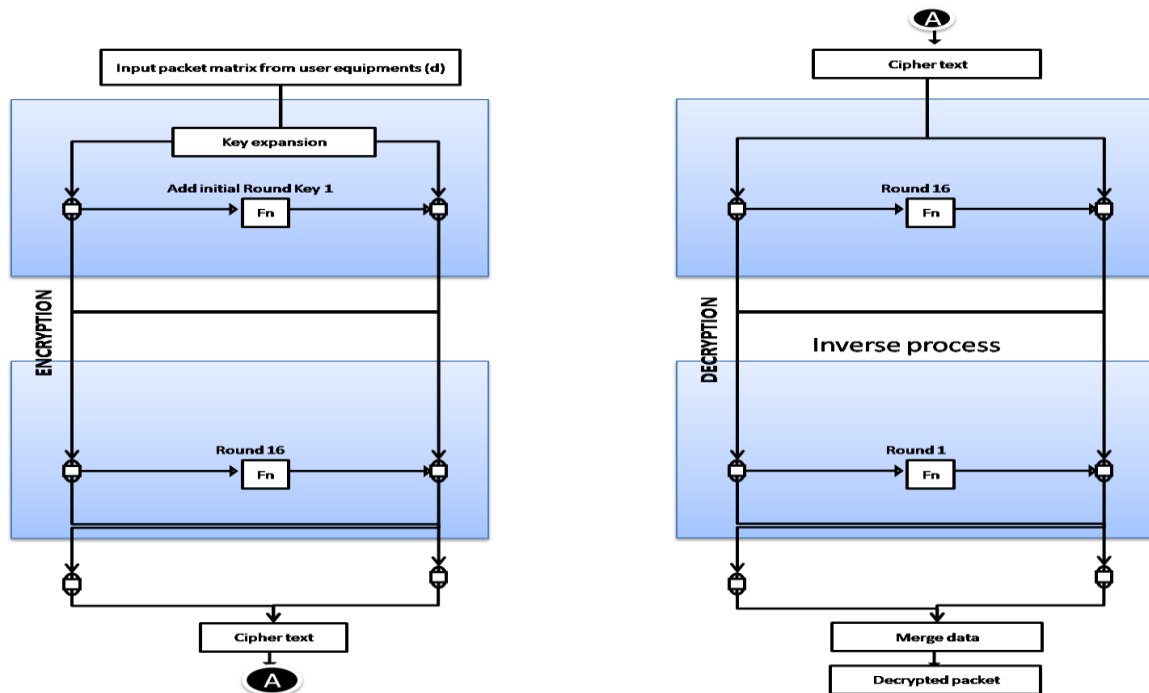 Input packet matrix from user equipments (d)
Key expansion
Add initial Round Key 1
Fn
ENCRYPTION
Round 16
Fn
Cipher text
A
A
Cipher text
Round 16
Fn
DECRYPTION
Inverse process
Round 1
Fn
Merge data
Decrypted packet